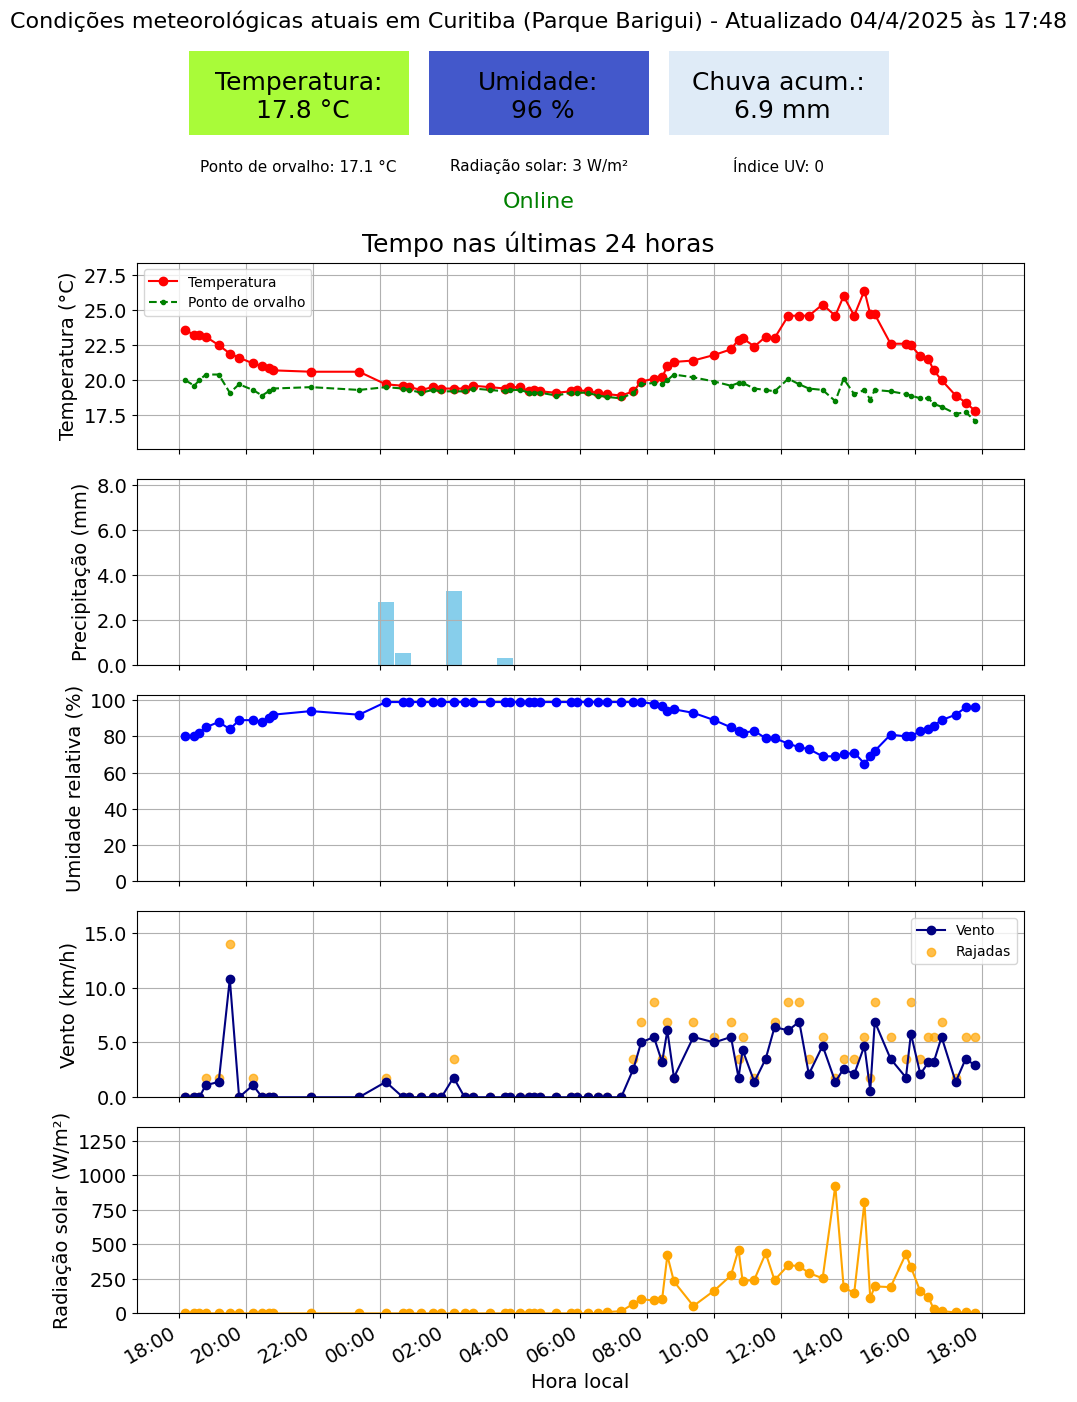 Condições meteorológicas atuais em Curitiba (Parque Barigui) - Atualizado 04/4/2025 às 17:48
Temperatura:
17.8 °C
Umidade:
96 %
Chuva acum.:
6.9 mm
Ponto de orvalho: 17.1 °C
Radiação solar: 3 W/m²
Índice UV: 0
Online
Tempo nas últimas 24 horas
Temperatura (°C)
27.5
25.0
22.5
20.0
17.5
Temperatura
Ponto de orvalho
Precipitação (mm)
8.0
6.0
4.0
2.0
0.0
Umidade relativa (%)
100
80
60
40
20
0
Vento (km/h)
15.0
10.0
5.0
0.0
Vento
Rajadas
Radiação solar (W/m²)
1250
1000
750
500
250
0
18:00 20:00 22:00 00:00 02:00 04:00 06:00 08:00 10:00 12:00 14:00 16:00 18:00
Hora local